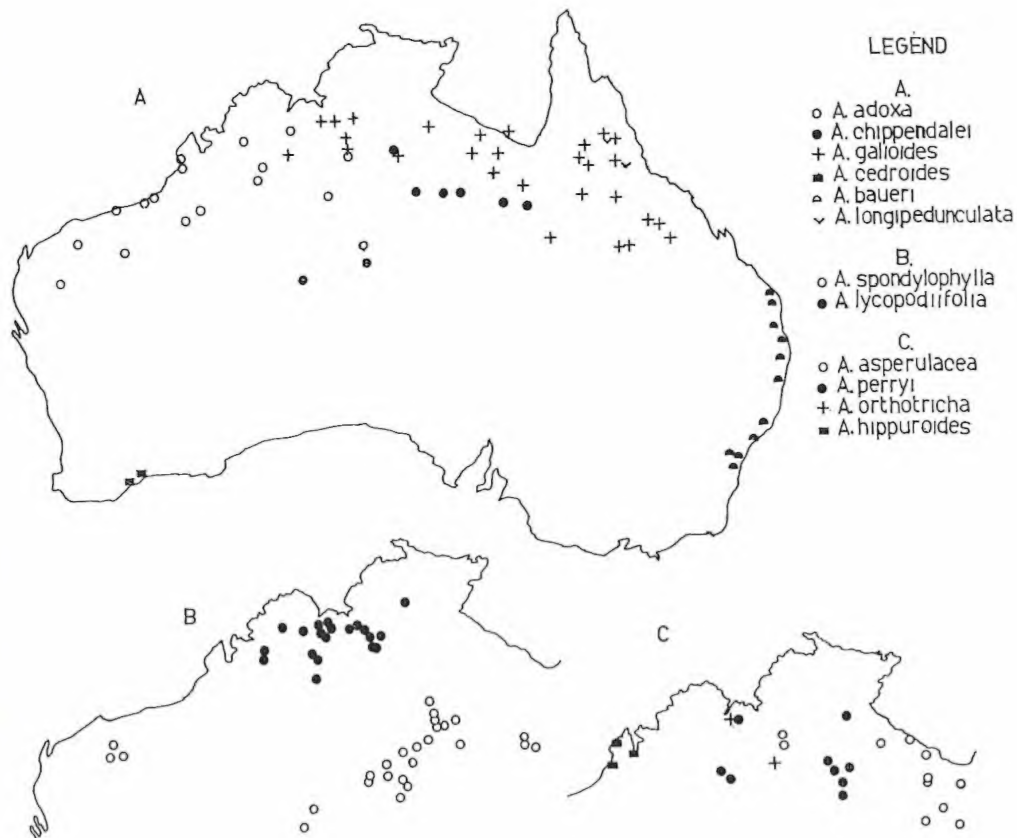 LEGEND
A
A.
A. adoxa
A. chippendalei
A. galioides
A. cedroides
A. baueri
A. longipedunculata
B.
A. spondylophylla
A. lycopodiifolia
C.
A. asperulacea
A. perryi
A. orthotricha
A. hippuroides
B
C